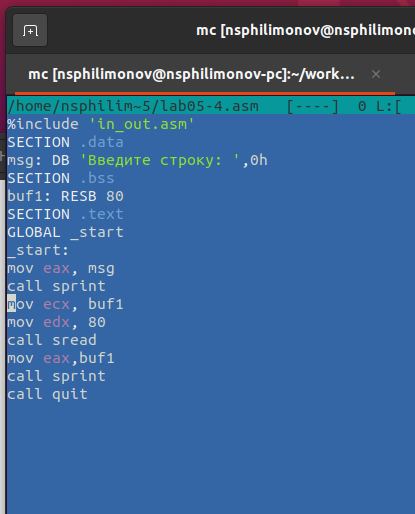 mc [nsphilimonov@nsphilimono
mc [nsphilimonov@nsphilimonov-pc]:~/work…
/home/nsphilim~5/lab05-4.asm   [----]  0 L:[
%include 'in_out.asm'
SECTION .data
msg: DB 'Введите строку: ',0h
SECTION .bss
buf1: RESB 80
SECTION .text
GLOBAL _start
_start:
mov eax, msg
call sprint
mov ecx, buf1
mov edx, 80
call sread
mov eax,buf1
call sprint
call quit